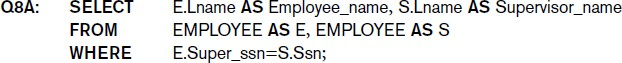 Q8A: SELECT E.Lname AS Employee_name, S.Lname AS Supervisor_name
FROM EMPLOYEE AS E, EMPLOYEE AS S
WHERE E.Super_ssn=S.Ssn;